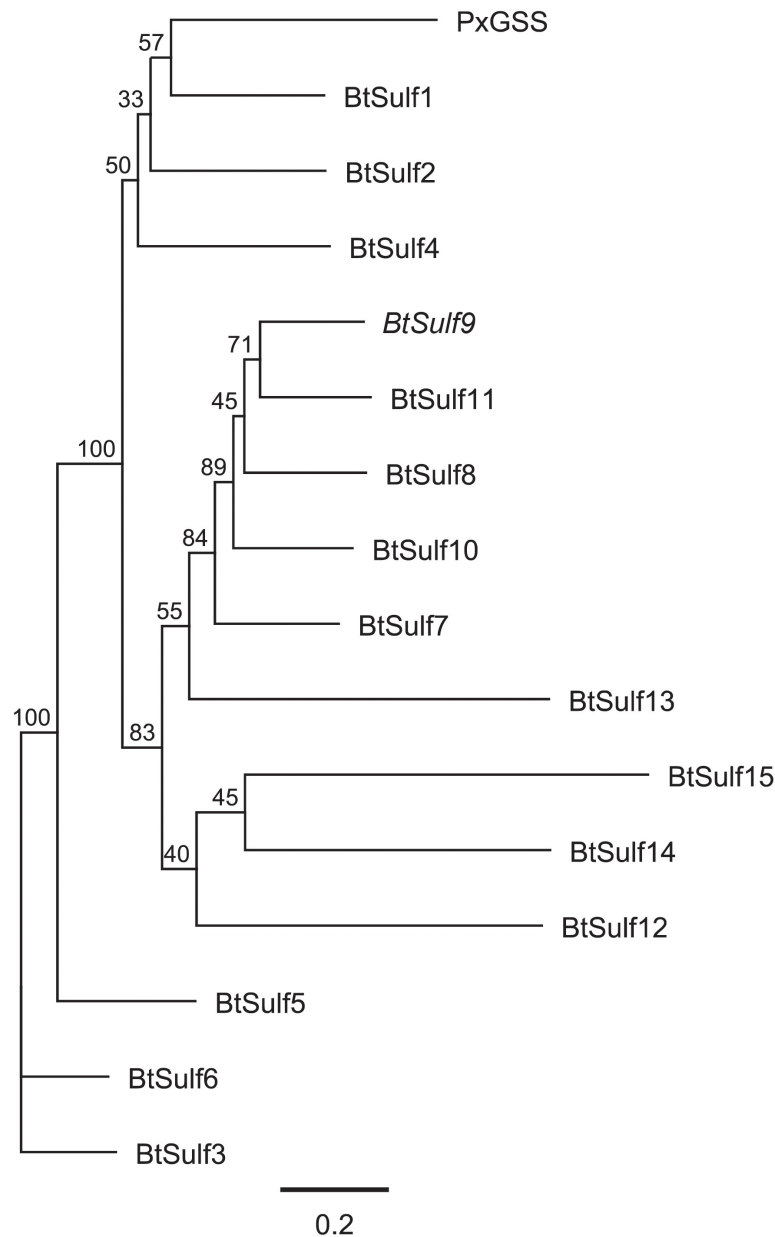 PxGSS
57
BtSulf1
33
50
BtSulf2
BtSulf4
BtSulf9
71
BtSulf11
45
100
89
BtSulf8
84
BtSulf10
55
BtSulf7
BtSulf13
100
83
BtSulf15
45
40
BtSulf14
BtSulf12
BtSulf5
BtSulf6
BtSulf3
0.2